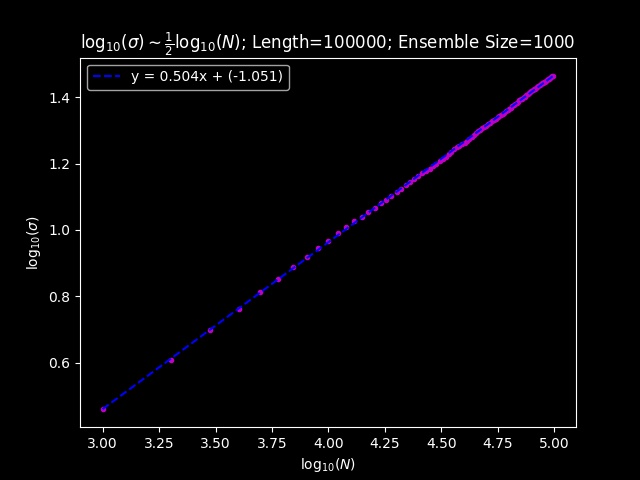 log₁₀(σ) ~ ½log₁₀(N); Length=100000; Ensemble Size=1000
y = 0.504x + (-1.051)
1.4
1.2
1.0
0.8
0.6
log₁₀(σ)
3.00 3.25 3.50 3.75 4.00 4.25 4.50 4.75 5.00
log₁₀(N)